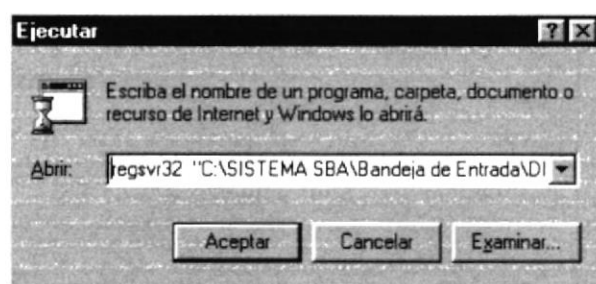 Ejecutar
Escriba el nombre de un programa, carpeta, documento o
recurso de Internet y Windows lo abrirá.
Abrir: regsvr32 "C:\SISTEMA SBA\Bandeja de Entrada\DI
Aceptar Cancelar Examinar...